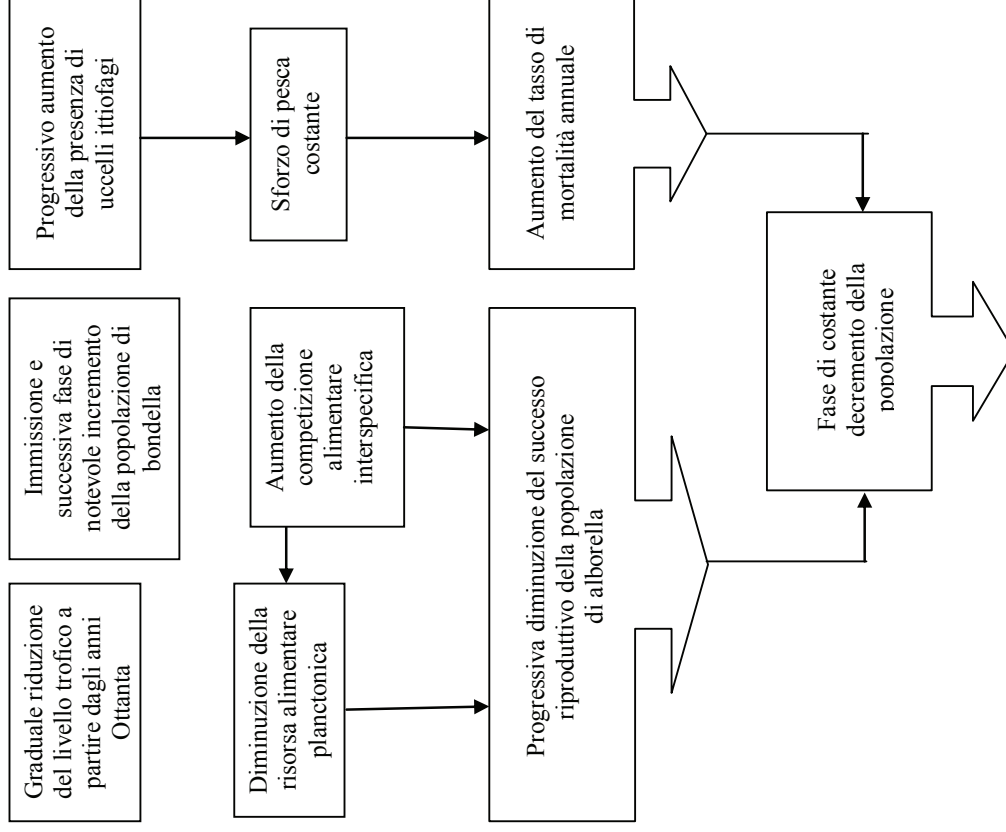 Graduale riduzione
del livello trofico a
partire dagli anni
Ottanta
Immissione e
successiva fase di
notevole incremento
della popolazione di
bondella
Progressivo aumento
della presenza di
uccelli ittiofagi
Diminuzione della
risorsa alimentare
planctonica
Aumento della
competizione
alimentare
interspecifica
Sforzo di pesca
costante
Progressiva diminuzione del successo
riproduttivo della popolazione
di alborella
Aumento del tasso di
mortalità annuale
Fase di costante
decremento della
popolazione